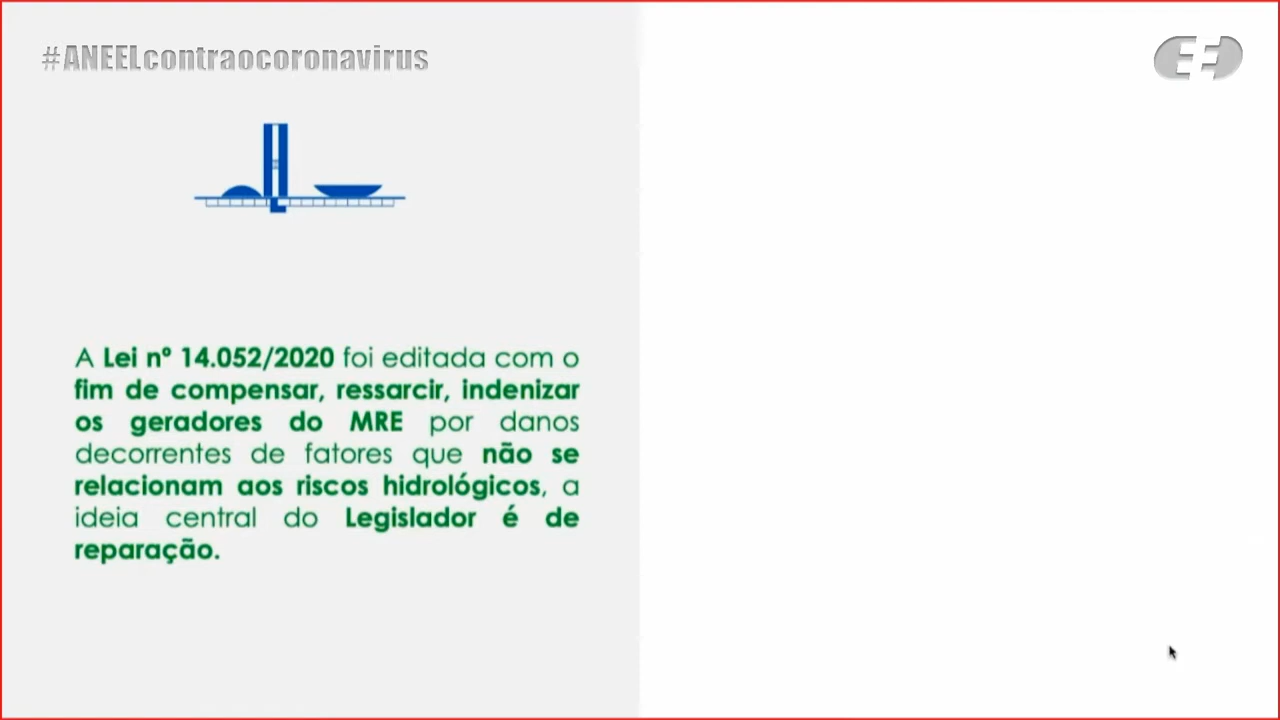 #ANEELcontraocoronavirus
A Lei nº 14.052/2020 foi editada com o
fim de compensar, ressarcir, indenizar
os geradores do MRE por danos
decorrentes de fatores que não se
relacionam aos riscos hidrológicos, a
ideia central do Legislador é de
reparação.